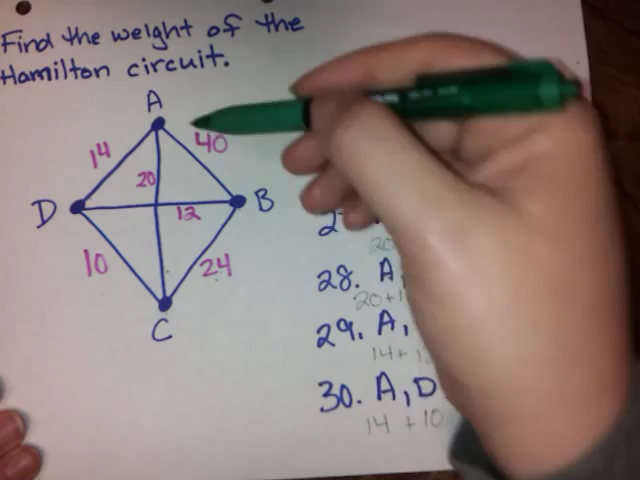 Find the weight of the
Hamilton circuit.
A
14
40
20
D
12
B
10
24
C
20
28. A,
20+1
29. A,
14+1
30. A, D
14 + 10